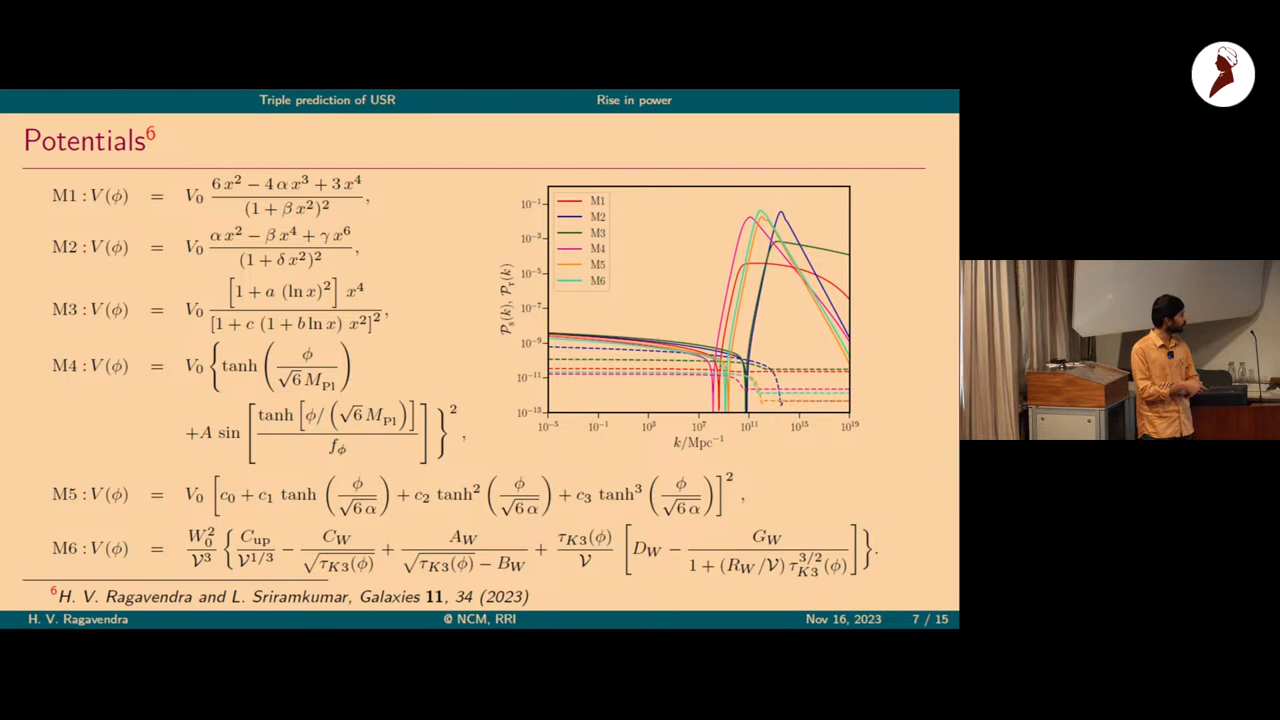 Triple prediction of USR Rise in power
Potentials⁶
M1 : V(ϕ) = V₀ (6 x² − 4 α x³ + 3 x⁴) / (1 + β x²)²,
M2 : V(ϕ) = V₀ (α x² − β x⁴ + γ x⁶) / (1 + δ x²)²,
M3 : V(ϕ) = V₀ [1 + a (ln x)²] x⁴ / [1 + c (1 + b ln x) x²]²,
M4 : V(ϕ) = V₀ { tanh (ϕ / √6 M_Pl)
+A sin [ tanh [ϕ/ (√6 M_Pl)] / f_ϕ ] }² ,
M5 : V(ϕ) = V₀ [c₀ + c₁ tanh (ϕ / √6 α) + c₂ tanh² (ϕ / √6 α) + c₃ tanh³ (ϕ / √6 α)]² ,
M6 : V(ϕ) = W₀² / 𝒱³ { C_up / 𝒱^1/3 − C_W / √τ_K3(ϕ) + A_W / (√τ_K3(ϕ) − B_W) + τ_K3(ϕ) / 𝒱 [ D_W − G_W / (1 + (R_W/𝒱) τ_K3^3/2(ϕ)) ] }.
M1
M2
M3
M4
M5
M6
𝒫ₛ(k), 𝒫ₜ(k)
10⁻¹
10⁻³
10⁻⁵
10⁻⁷
10⁻⁹
10⁻¹¹
10⁻¹³
10⁻⁵ 10⁻¹ 10³ 10⁷ 10¹¹ 10¹⁵ 10¹⁹
k/Mpc⁻¹
⁶H. V. Ragavendra and L. Sriramkumar, Galaxies 11, 34 (2023)
H. V. Ragavendra @ NCM, RRI Nov 16, 2023 7 / 15